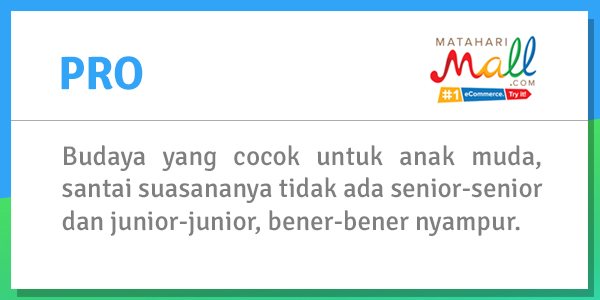 PRO
MATAHARI
Mall
.COM
#1 eCommerce. Try it!
Budaya yang cocok untuk anak muda,
santai suasananya tidak ada senior-senior
dan junior-junior, bener-bener nyampur.